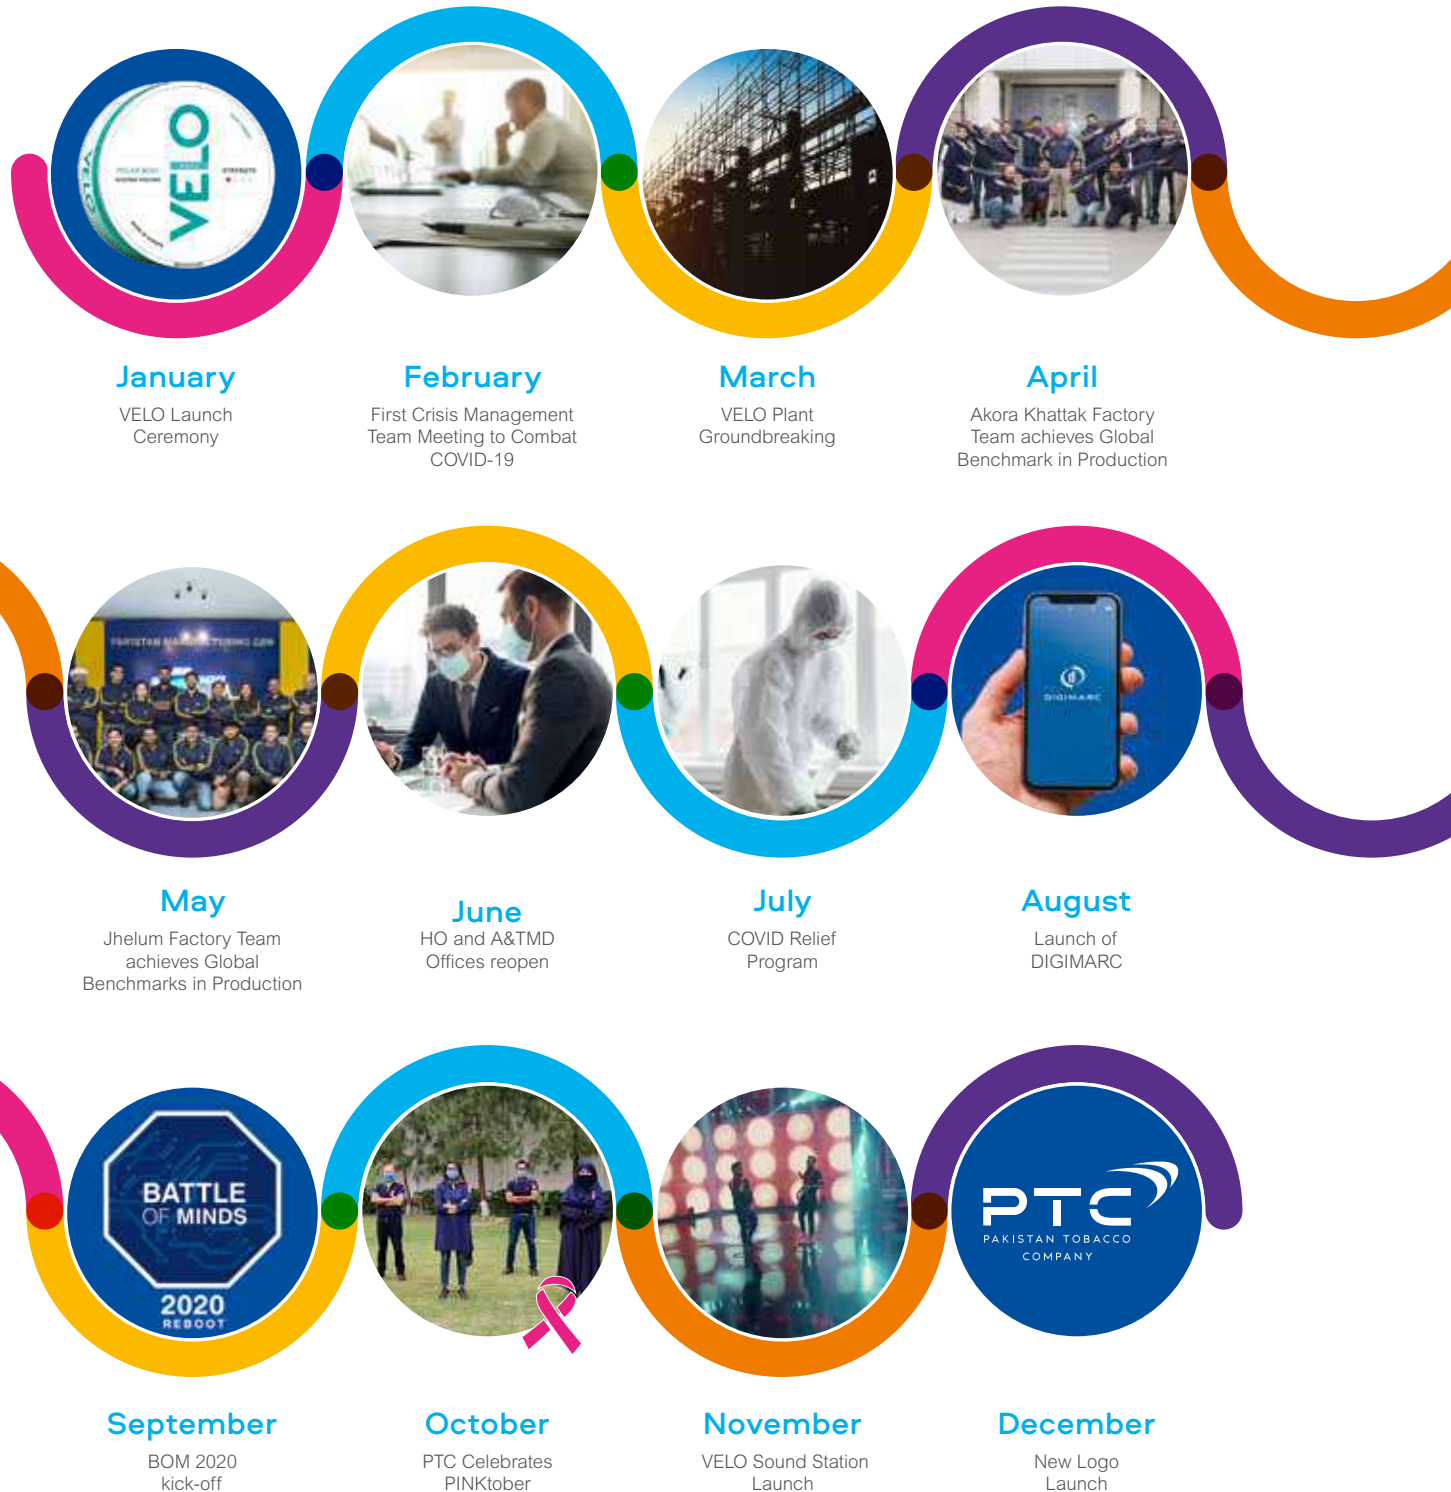 VELO
VELO
January
VELO Launch
Ceremony
February
First Crisis Management
Team Meeting to Combat
COVID-19
March
VELO Plant
Groundbreaking
April
Akora Khattak Factory
Team achieves Global
Benchmark in Production
PAKISTAN MANUFACTURING
DIGIMARC
May
Jhelum Factory Team
achieves Global
Benchmarks in Production
June
HO and A&TMD
Offices reopen
July
COVID Relief
Program
August
Launch of
DIGIMARC
BATTLE
OF MINDS
2020
REBOOT
PTC
PAKISTAN TOBACCO
COMPANY
September
BOM 2020
kick-off
October
PTC Celebrates
PINKtober
November
VELO Sound Station
Launch
December
New Logo
Launch